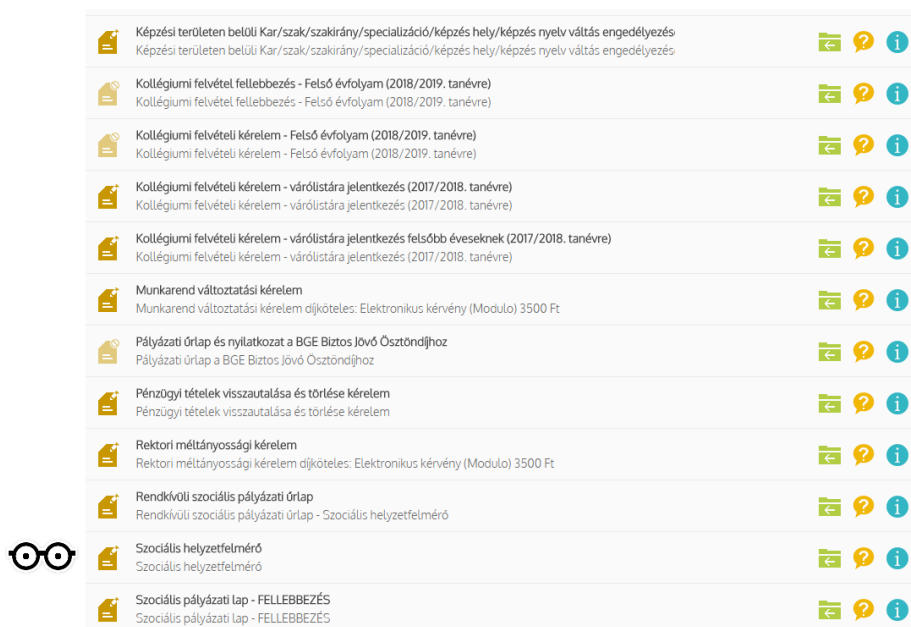 Képzési területen belüli Kar/szak/szakirány/specializáció/képzés hely/képzés nyelv váltás engedélyezés
Képzési területen belüli Kar/szak/szakirány/specializáció/képzés hely/képzés nyelv váltás engedélyezés
Kollégiumi felvétel fellebbezés - Felső évfolyam (2018/2019. tanévre)
Kollégiumi felvétel fellebbezés - Felső évfolyam (2018/2019. tanévre)
Kollégiumi felvételi kérelem - Felső évfolyam (2018/2019. tanévre)
Kollégiumi felvételi kérelem - Felső évfolyam (2018/2019. tanévre)
Kollégiumi felvételi kérelem - várólistára jelentkezés (2017/2018. tanévre)
Kollégiumi felvételi kérelem - várólistára jelentkezés (2017/2018. tanévre)
Kollégiumi felvételi kérelem - várólistára jelentkezés felsőbb éveseknek (2017/2018. tanévre)
Kollégiumi felvételi kérelem - várólistára jelentkezés (2017/2018. tanévre)
Munkarend változtatási kérelem
Munkarend változtatási kérelem díjköteles: Elektronikus kérvény (Modulo) 3500 Ft
Pályázati űrlap és nyilatkozat a BGE Biztos Jövő Ösztöndíjhoz
Pályázati űrlap a BGE Biztos Jövő Ösztöndíjhoz
Pénzügyi tételek visszautalása és törlése kérelem
Pénzügyi tételek visszautalása és törlése kérelem
Rektori méltányossági kérelem
Rektori méltányossági kérelem díjköteles: Elektronikus kérvény (Modulo) 3500 Ft
Rendkívüli szociális pályázati űrlap
Rendkívüli szociális pályázati űrlap - Szociális helyzetfelmérő
Szociális helyzetfelmérő
Szociális helyzetfelmérő
Szociális pályázati lap - FELLEBBEZÉS
Szociális pályázati lap - FELLEBBEZÉS